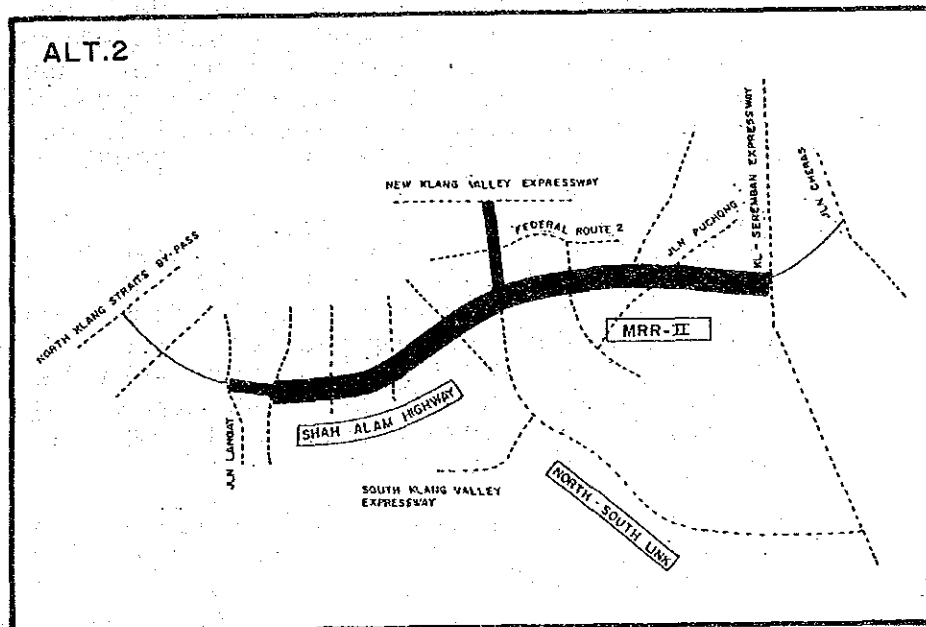 ALT.2
NEW KLANG VALLEY EXPRESSWAY
FEDERAL ROUTE 2
JLN PUCHONG
KL - SEREMBAN EXPRESSWAY
JLN CHERAS
NORTH KLANG STRAITS BY-PASS
MRR-II
SHAH ALAM HIGHWAY
JLN LANGAT
SOUTH KLANG VALLEY
EXPRESSWAY
NORTH - SOUTH LINK